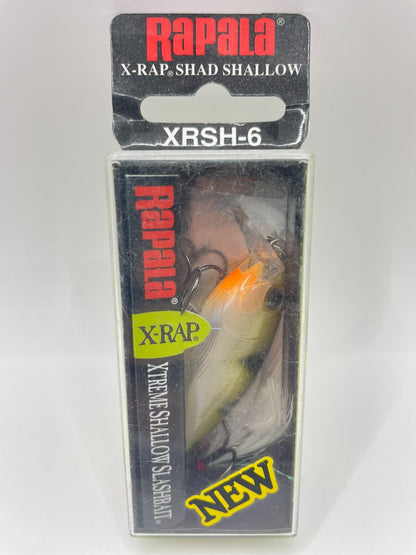 RAPALA
X-RAP® SHAD SHALLOW
XRSH-6
RAPALA®
X-RAP®
XTREME SHALLOW SLASHBAIT®
NEW